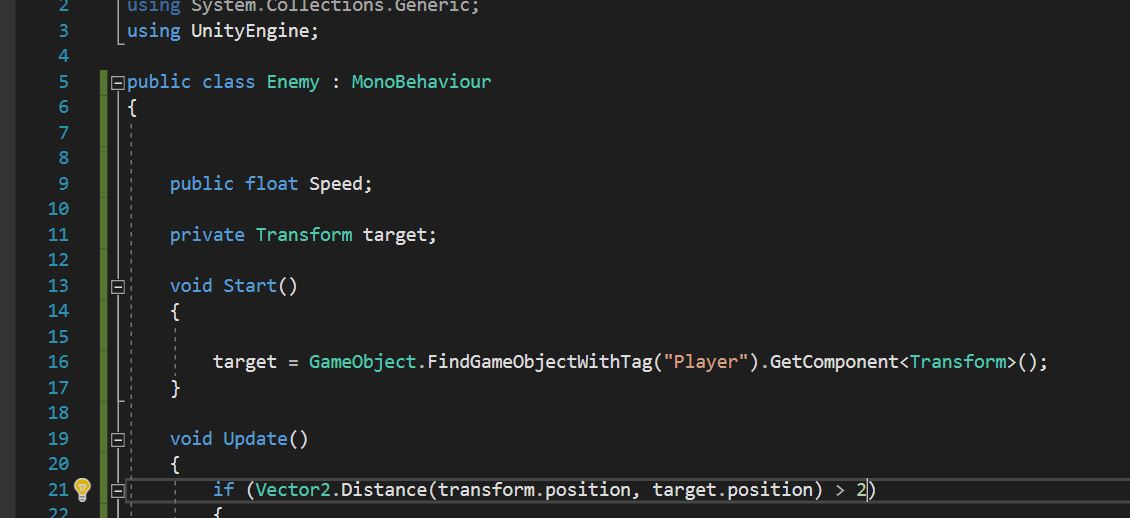 2 using System.Collections.Generic;
3 using UnityEngine;
4
5 public class Enemy : MonoBehaviour
6 {
7
8
9 public float Speed;
10
11 private Transform target;
12
13 void Start()
14 {
15
16 target = GameObject.FindGameObjectWithTag("Player").GetComponent<Transform>();
17 }
18
19 void Update()
20 {
21 if (Vector2.Distance(transform.position, target.position) > 2)
22 {